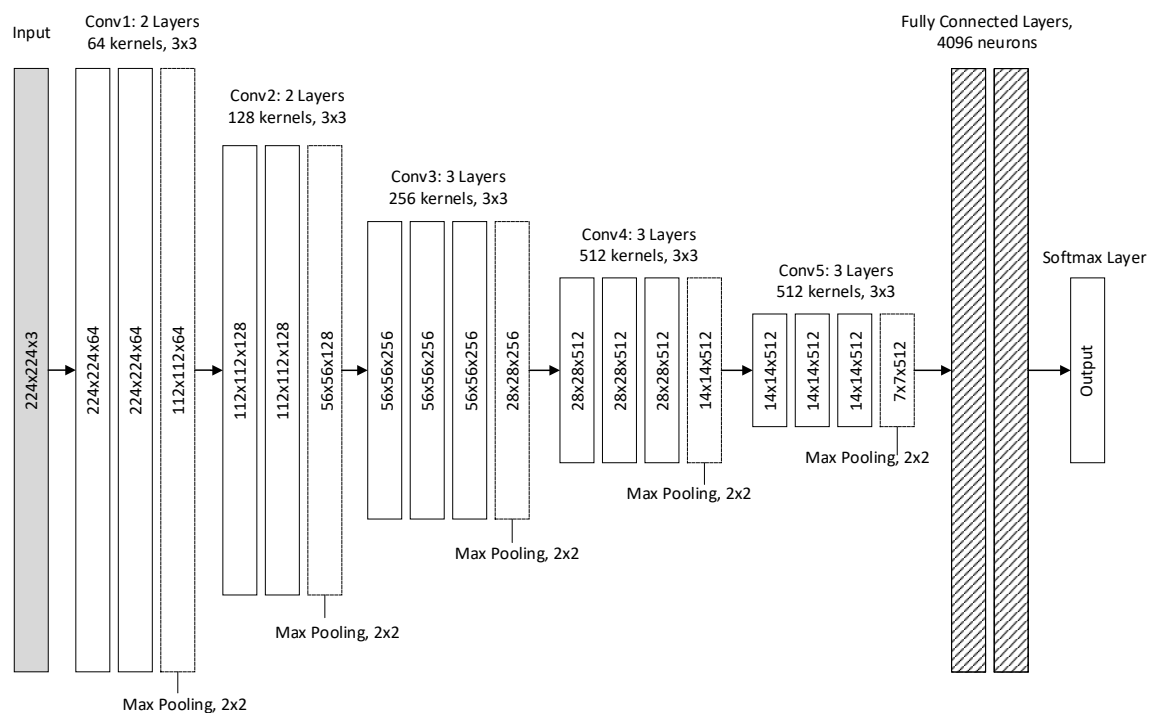 Input
Conv1: 2 Layers
64 kernels, 3x3
Conv2: 2 Layers
128 kernels, 3x3
Conv3: 3 Layers
256 kernels, 3x3
Conv4: 3 Layers
512 kernels, 3x3
Conv5: 3 Layers
512 kernels, 3x3
Fully Connected Layers,
4096 neurons
Softmax Layer
224x224x3
224x224x64
224x224x64
112x112x64
112x112x128
112x112x128
56x56x128
56x56x256
56x56x256
56x56x256
28x28x256
28x28x512
28x28x512
28x28x512
14x14x512
14x14x512
14x14x512
14x14x512
7x7x512
Output
Max Pooling, 2x2
Max Pooling, 2x2
Max Pooling, 2x2
Max Pooling, 2x2
Max Pooling, 2x2